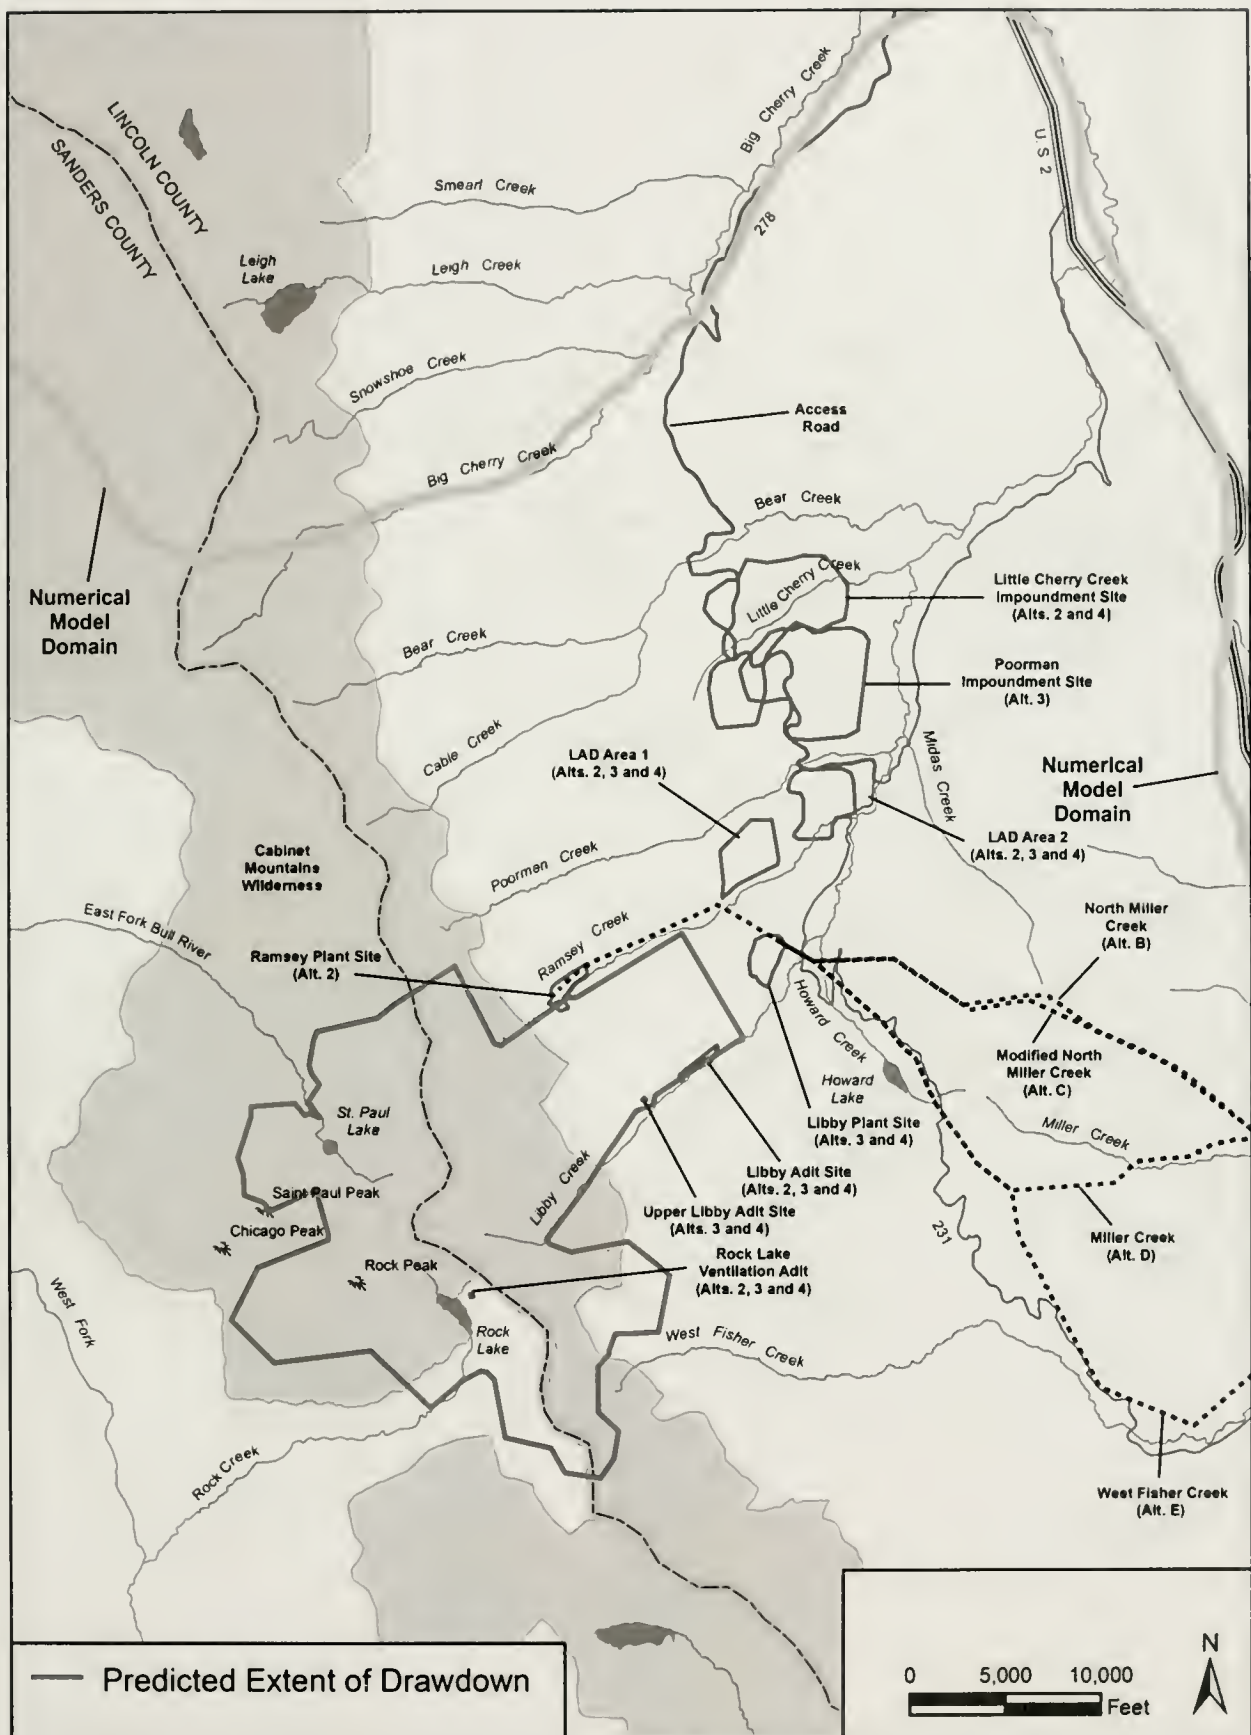 Big Cherry Creek
LINCOLN COUNTY
SANDERS COUNTY
U.S 2
Smearl Creek
278
Leigh
Lake
Leigh Creek
Snowshoe Creek
Access
Road
Big Cherry Creek
Bear Creek
Numerical
Model
Domain
Little Cherry Creek
Little Cherry Creek
Impoundment Site
(Alts. 2 and 4)
Bear Creek
Poorman
Impoundment Site
(Alt. 3)
Cable Creek
LAD Area 1
(Alts. 2, 3 and 4)
Midas Creek
Numerical
Model
Domain
LAD Area 2
(Alts. 2, 3 and 4)
Cabinet
Mountains
Wilderness
Poorman Creek
East Fork Bull River
Ramsey Creek
North Miller
Creek
(Alt. B)
Ramsey Plant Site
(Alt. 2)
Howard Creek
Modified North
Miller Creek
(Alt. C)
Howard
Lake
St. Paul
Lake
Libby Plant Site
(Alts. 3 and 4)
Miller Creek
Libby Creek
Libby Adit Site
(Alts. 2, 3 and 4)
Saint Paul Peak
Upper Libby Adit Site
(Alts. 3 and 4)
Chicago Peak
231
Miller Creek
(Alt. D)
Rock Peak
Rock Lake
Ventilation Adit
(Alts. 2, 3 and 4)
West Fork
Rock
Lake
West Fisher Creek
Rock Creek
West Fisher Creek
(Alt. E)
Predicted Extent of Drawdown
0 5,000 10,000
Feet
N